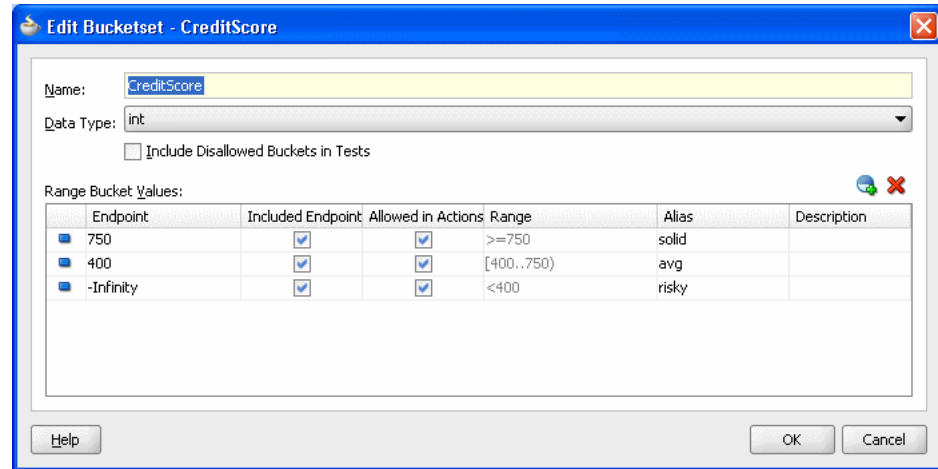 Edit Bucketset - CreditScore
Name: CreditScore
Data Type: int
Include Disallowed Buckets in Tests
Range Bucket Values:
Endpoint Included Endpoint Allowed in Actions Range Alias Description
750 >=750 solid
400 [400..750) avg
-Infinity <400 risky
Help OK Cancel